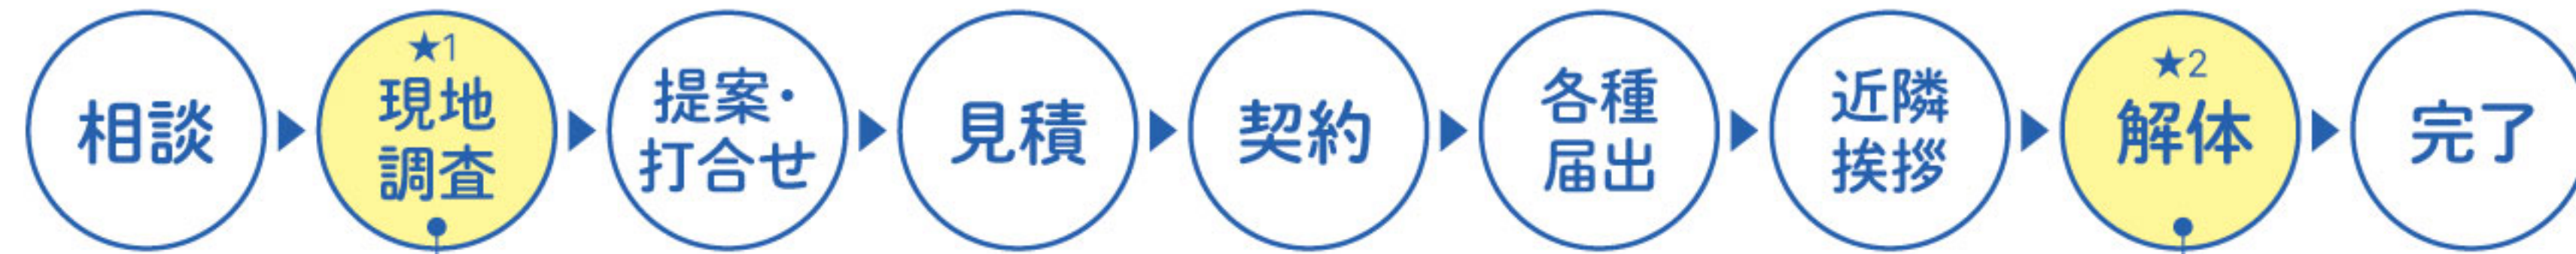 相談
★1
現地
調査
提案・
打合せ
見積
契約
各種
届出
近隣
挨拶
★2
解体
完了